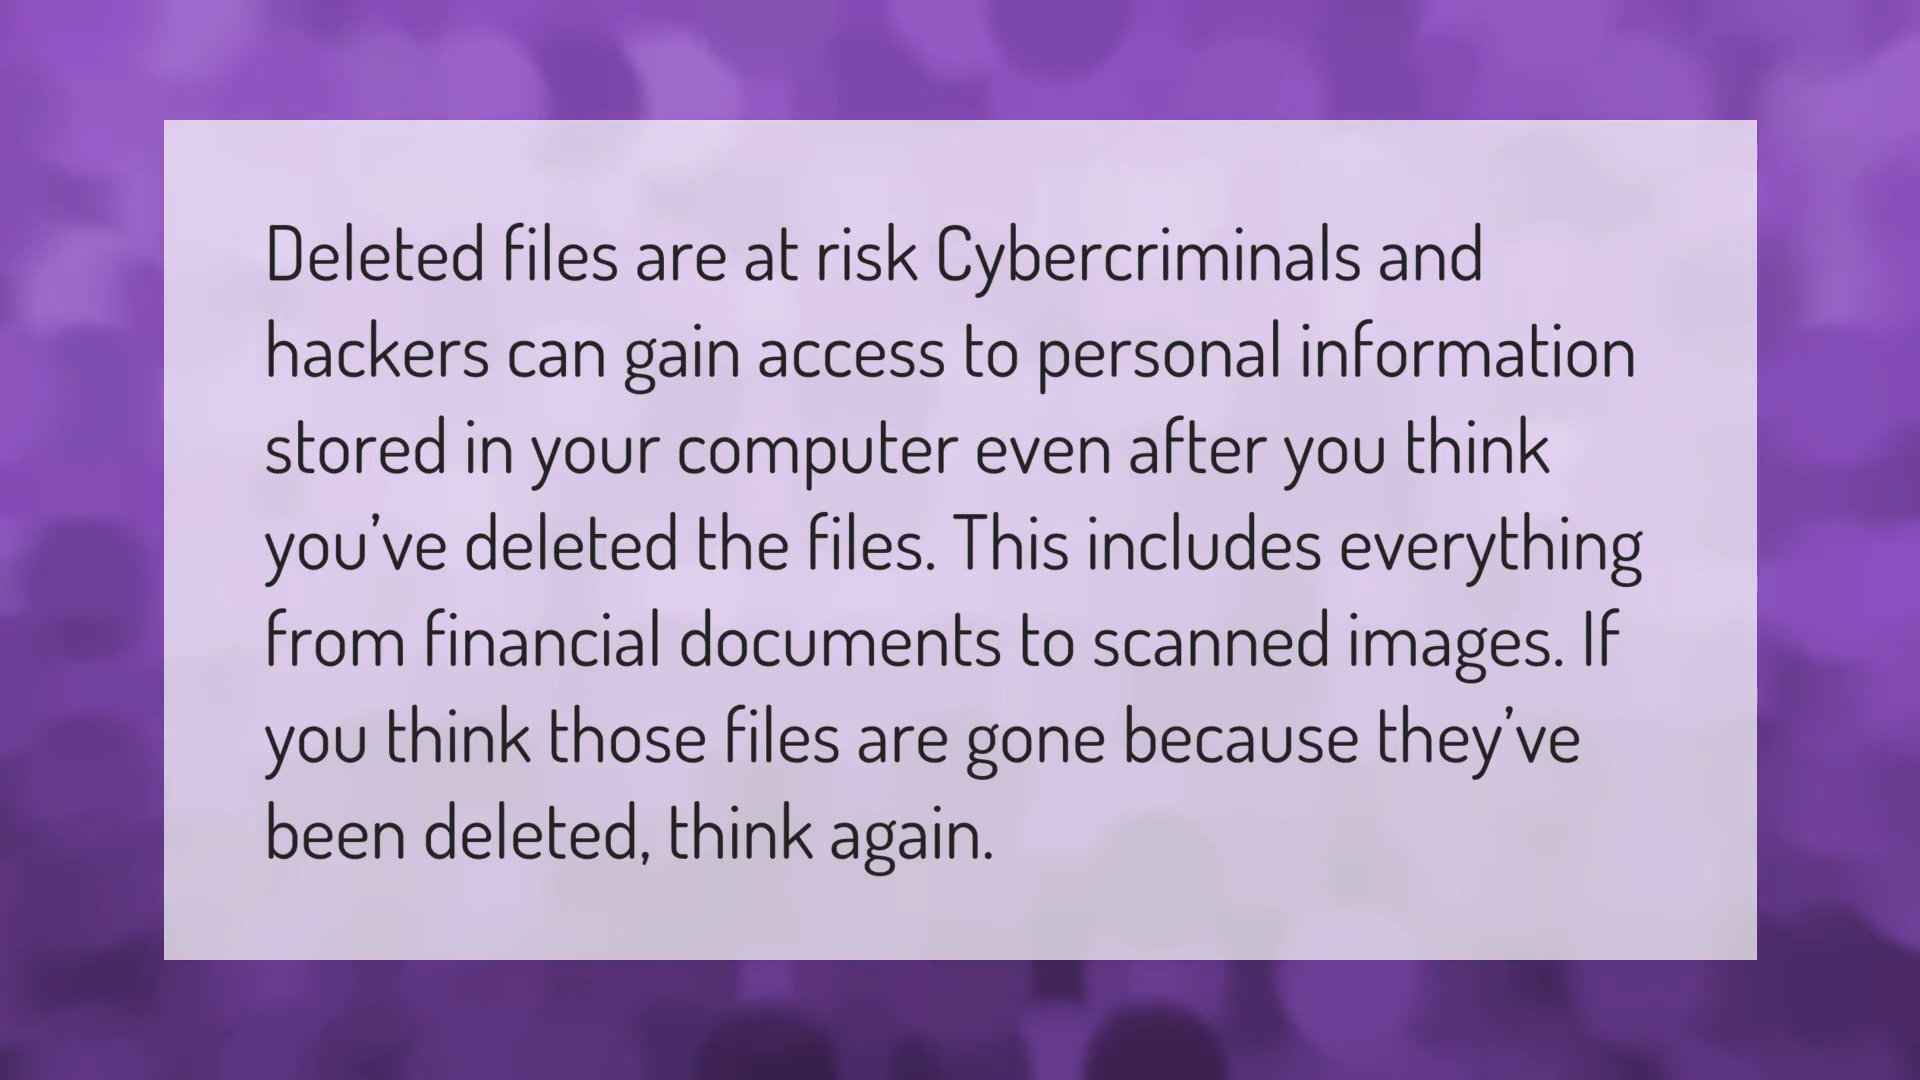 Deleted files are at risk Cybercriminals and
hackers can gain access to personal information
stored in your computer even after you think
you’ve deleted the files. This includes everything
from financial documents to scanned images. If
you think those files are gone because they’ve
been deleted, think again.